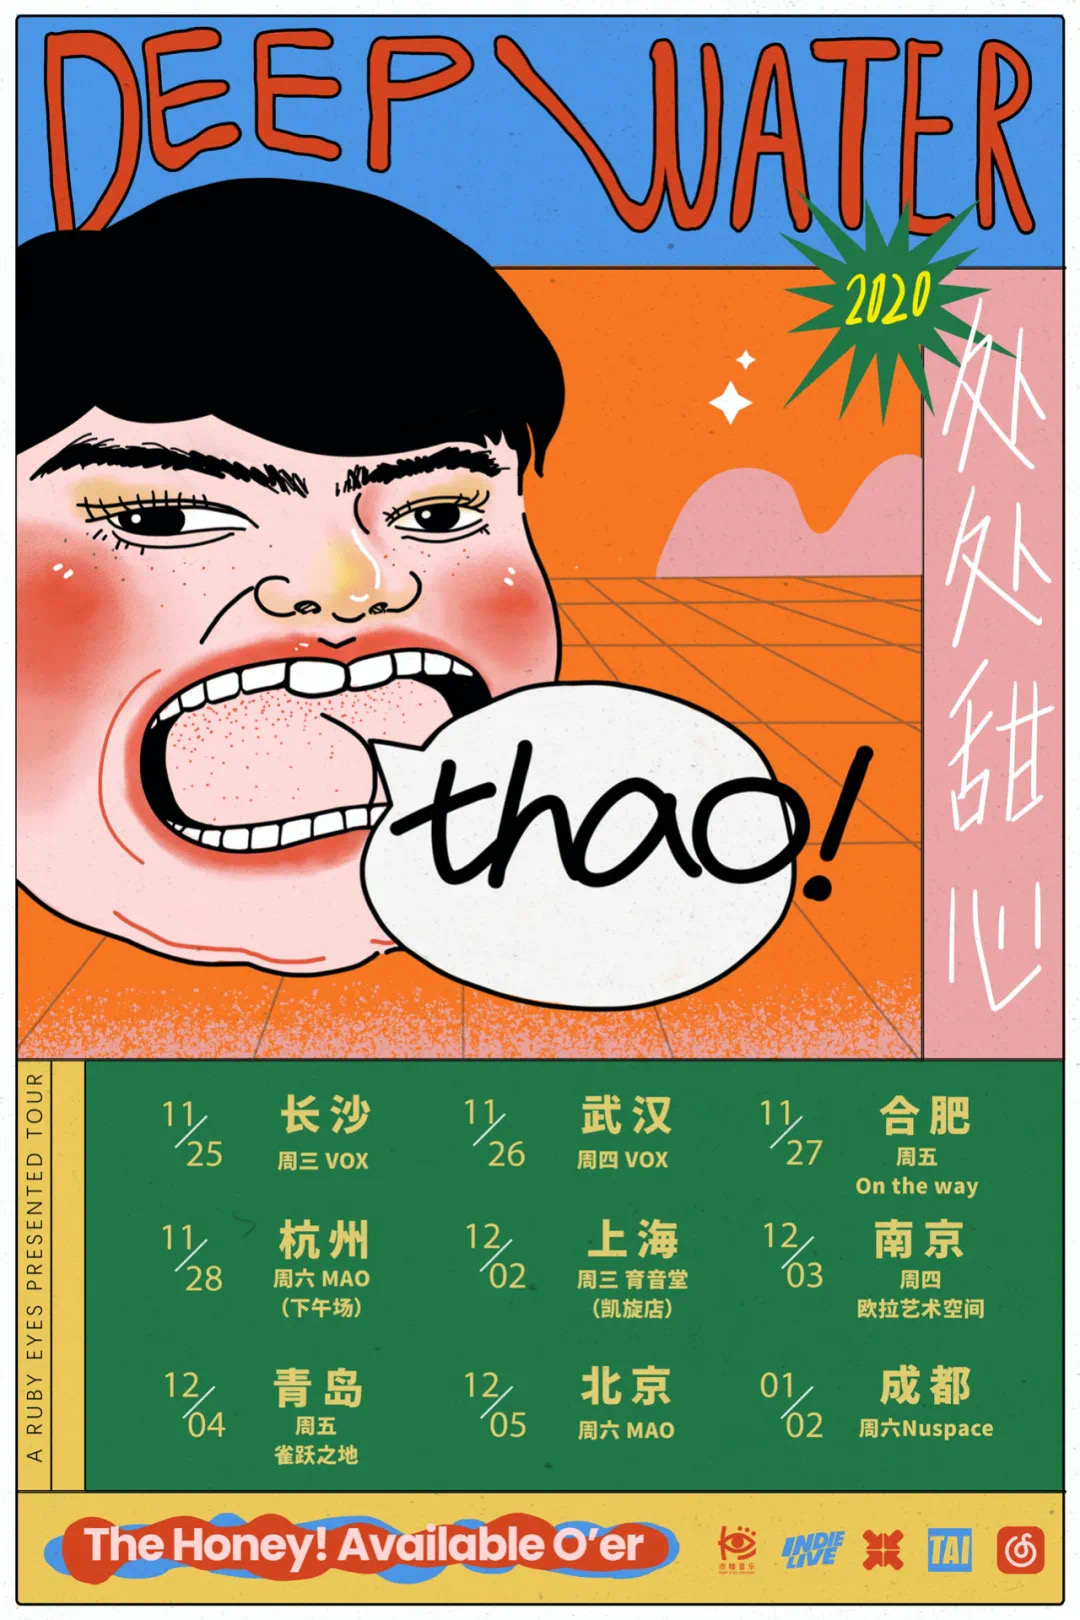 DEEP WATER
2020
处处甜心
thao!
A RUBY EYES PRESENTED TOUR
11/25 长沙
周三 VOX
11/26 武汉
周四 VOX
11/27 合肥
周五
On the way
11/28 杭州
周六 MAO
（下午场）
12/02 上海
周三 育音堂
（凯旋店）
12/03 南京
周四
欧拉艺术空间
12/04 青岛
周五
雀跃之地
12/05 北京
周六 MAO
01/02 成都
周六Nuspace
The Honey! Available O'er
赤瞳音乐
INDIE
LIVE
TAI